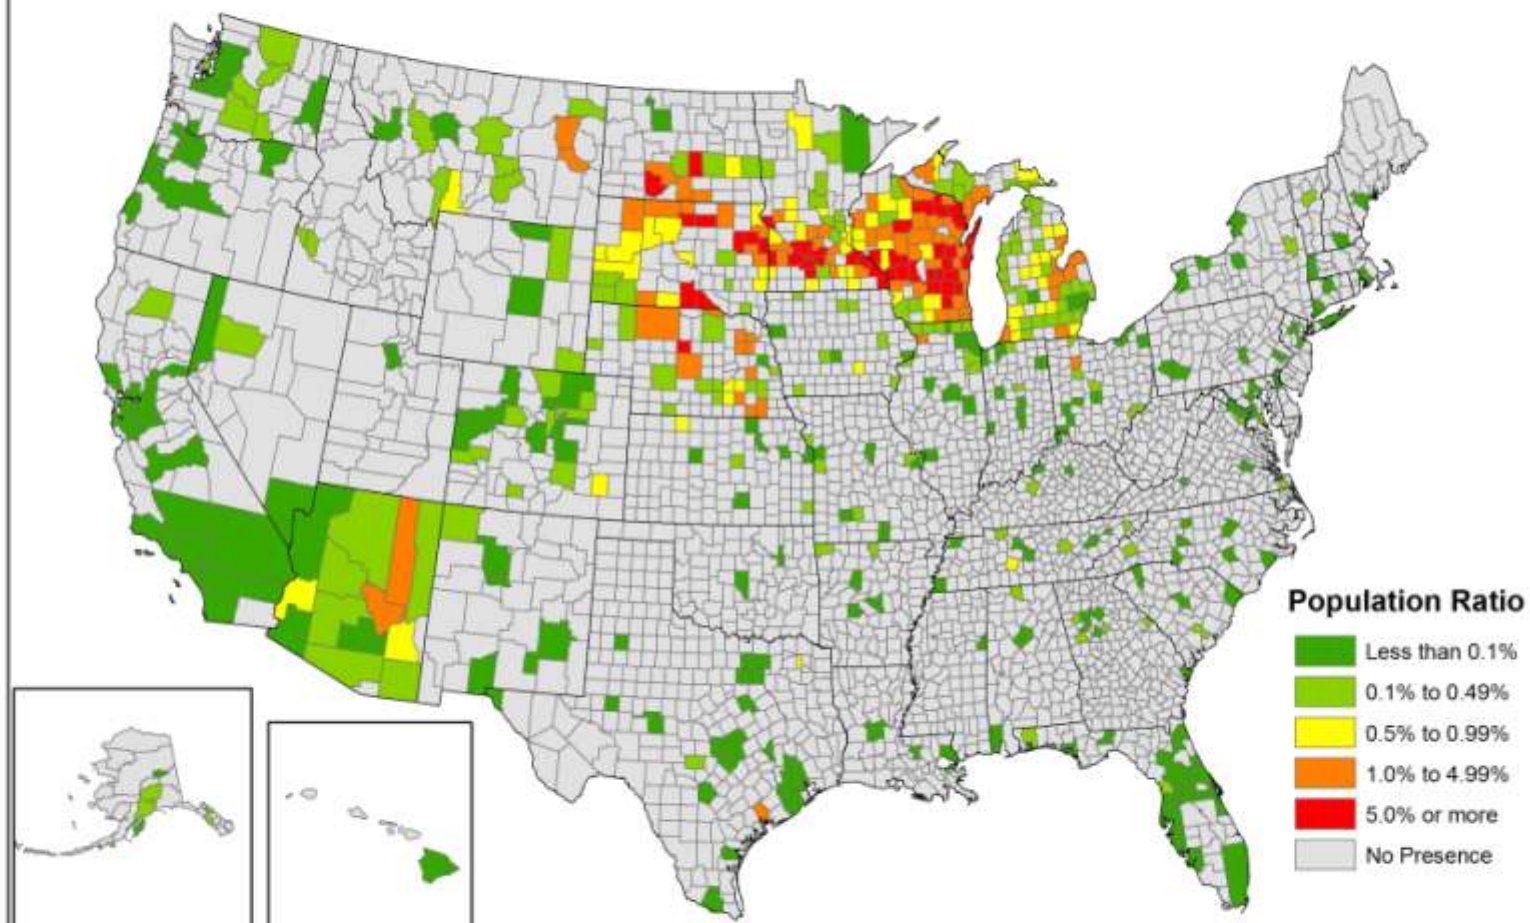 Population Ratio
Less than 0.1%
0.1% to 0.49%
0.5% to 0.99%
1.0% to 4.99%
5.0% or more
No Presence